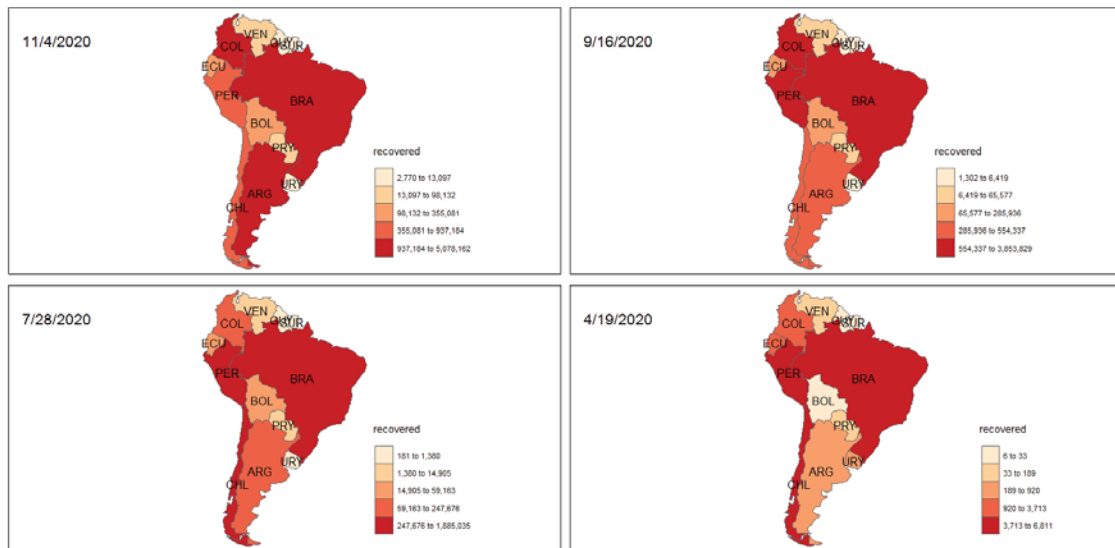 11/4/2020
VEN
GUY
SUR
COL
ECU
PER
BRA
BOL
PRY
URY
ARG
CHL
recovered
2,770 to 13,097
13,097 to 98,132
98,132 to 355,081
355,081 to 937,184
937,184 to 5,078,162
9/16/2020
VEN
GUY
SUR
COL
ECU
PER
BRA
BOL
PRY
URY
ARG
CHL
recovered
1,302 to 6,419
6,419 to 65,577
65,577 to 285,936
285,936 to 554,337
554,337 to 3,853,829
7/28/2020
VEN
GUY
SUR
COL
ECU
PER
BRA
BOL
PRY
URY
ARG
CHL
recovered
181 to 1,380
1,380 to 14,905
14,905 to 59,163
59,163 to 247,676
247,676 to 1,885,035
4/19/2020
VEN
GUY
SUR
COL
ECU
PER
BRA
BOL
PRY
URY
ARG
CHL
recovered
6 to 33
33 to 189
189 to 920
920 to 3,713
3,713 to 6,811